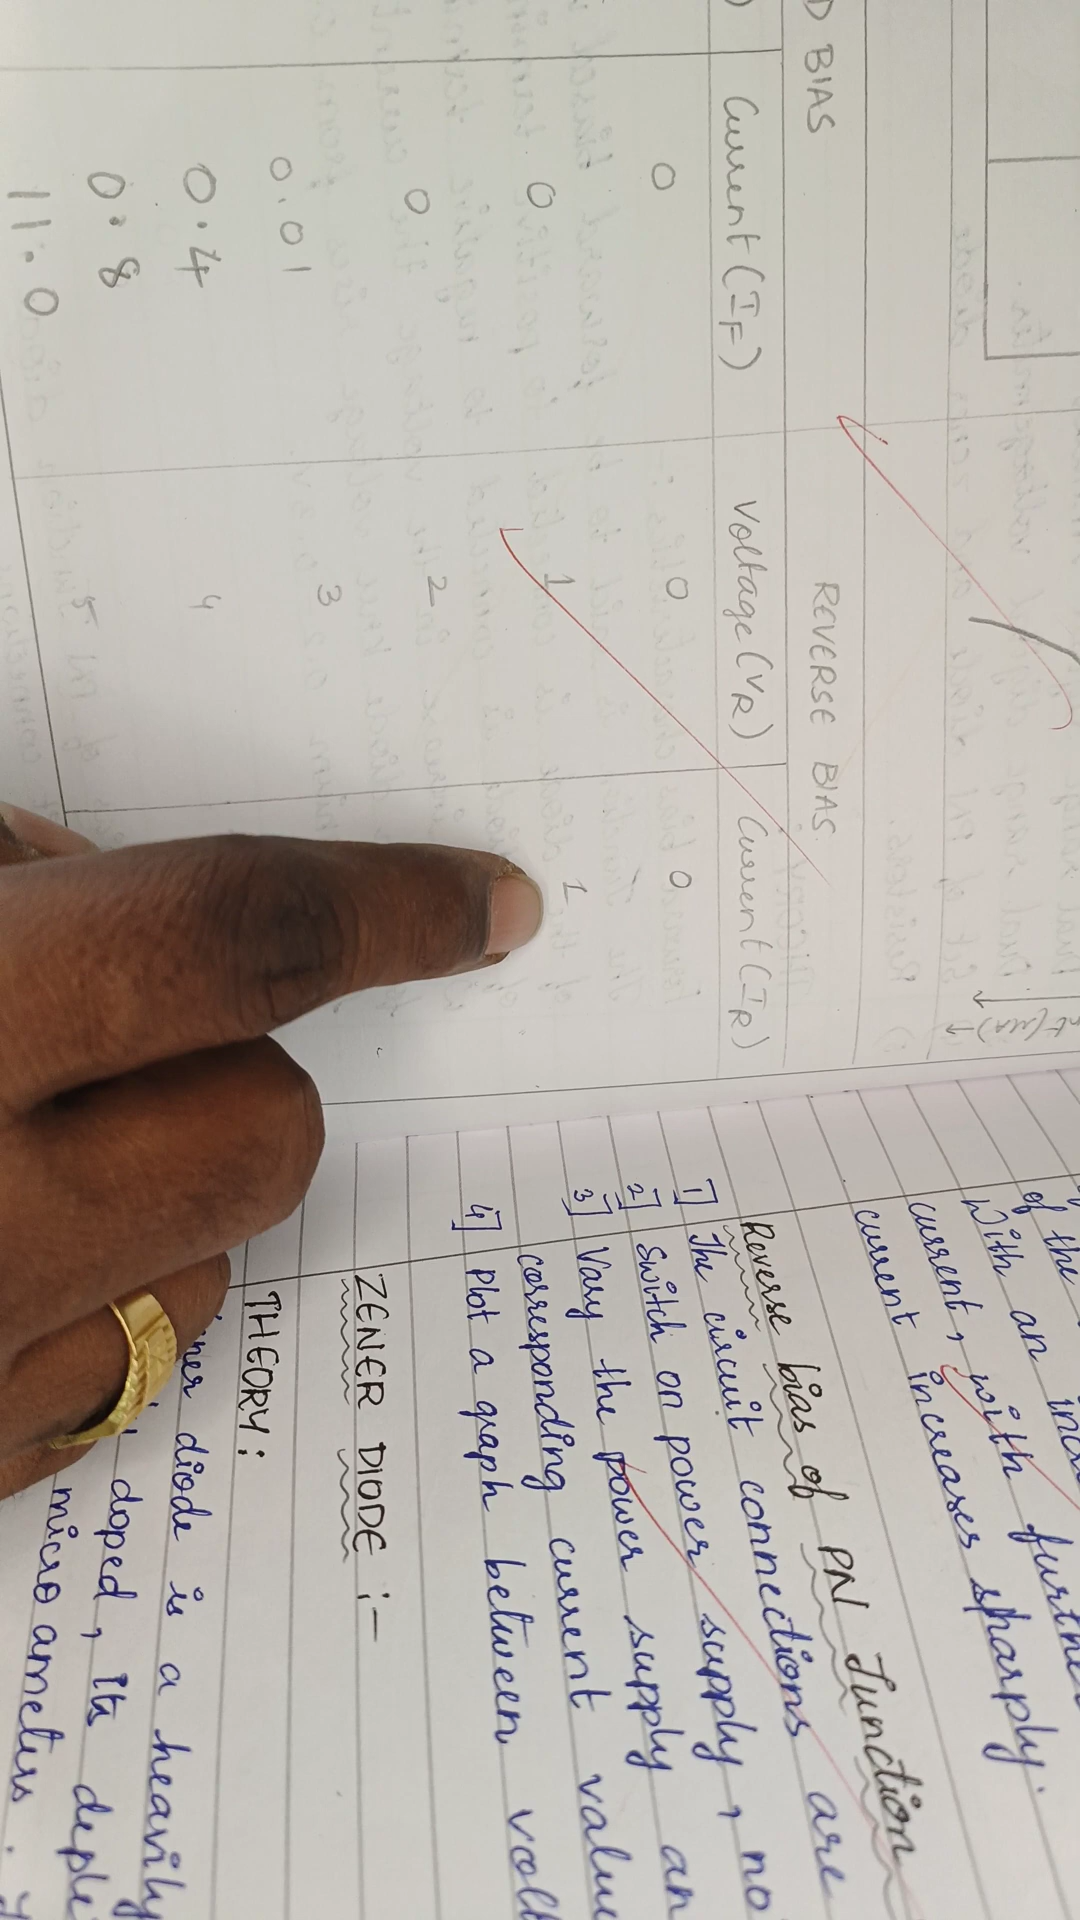 D BIAS
REVERSE BIAS
Current (IF) Voltage (VR) Current (IR)
0 0 0
0 1 1
0 2
0.01 3
0.4 4
0.8 5
11.0
of the
With an
current, with further
current increases sharply.
Reverse bias of PN Junction
1] The circuit connections are
2] Switch on power supply, no
3] Vary the power supply an
corresponding current value
4] Plot a graph between volt
ZENER DIODE :-
THEORY:
diode is a heavily
doped, Its deple
micro ameters.